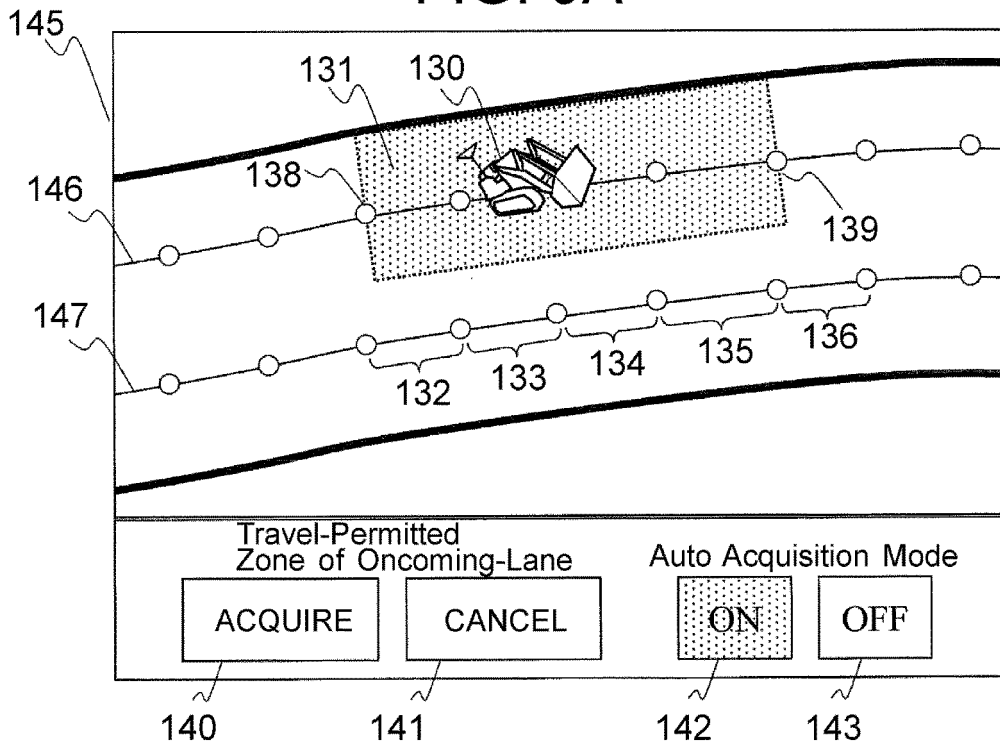 145
131
130
138
146
139
147
132
133
134
135
136
Travel-Permitted
Zone of Oncoming-Lane
Auto Acquisition Mode
ACQUIRE
CANCEL
ON
OFF
140
141
142
143